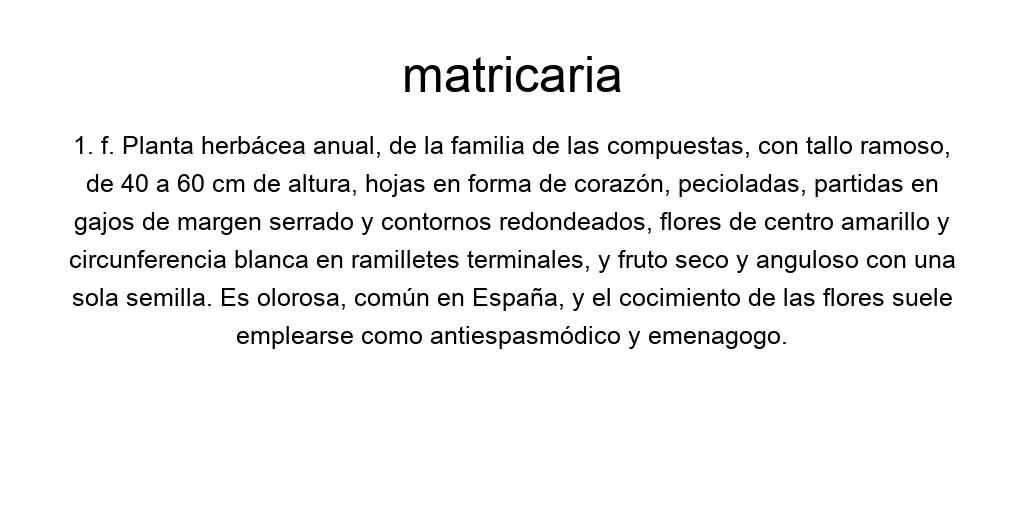 matricaria
1. f. Planta herbácea anual, de la familia de las compuestas, con tallo ramoso,
de 40 a 60 cm de altura, hojas en forma de corazón, pecioladas, partidas en
gajos de margen serrado y contornos redondeados, flores de centro amarillo y
circunferencia blanca en ramilletes terminales, y fruto seco y anguloso con una
sola semilla. Es olorosa, común en España, y el cocimiento de las flores suele
emplearse como antiespasmódico y emenagogo.